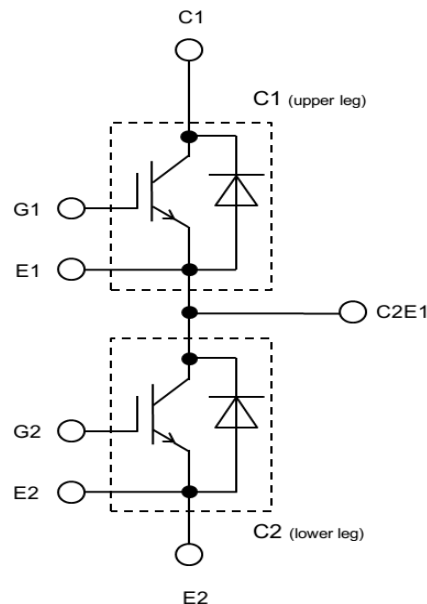 C1
C1 (upper leg)
G1
E1
C2E1
G2
E2
C2 (lower leg)
E2